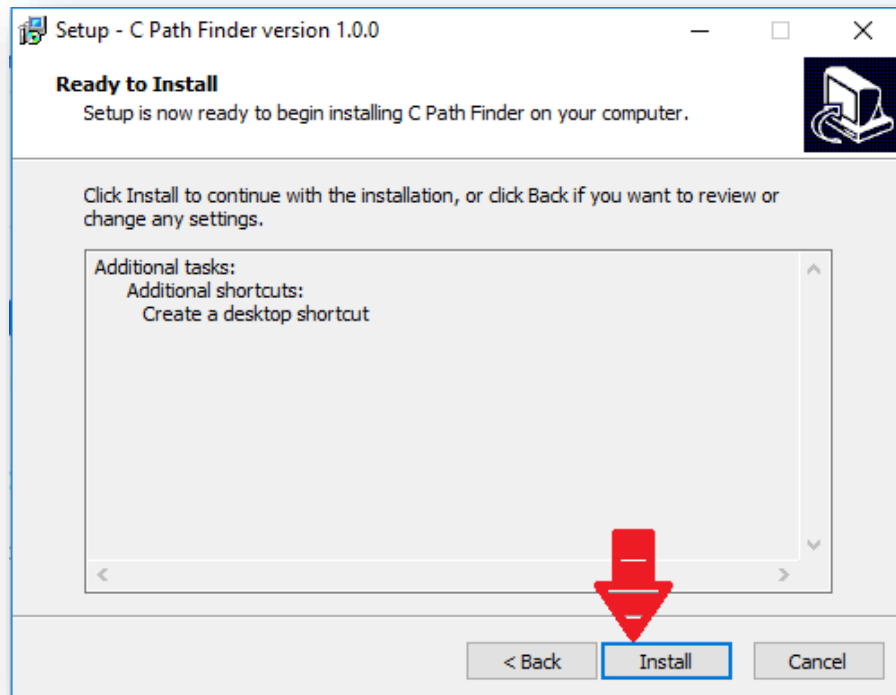 Setup - C Path Finder version 1.0.0
Ready to Install
Setup is now ready to begin installing C Path Finder on your computer.
Click Install to continue with the installation, or click Back if you want to review or
change any settings.
Additional tasks:
Additional shortcuts:
Create a desktop shortcut
< Back
Install
Cancel